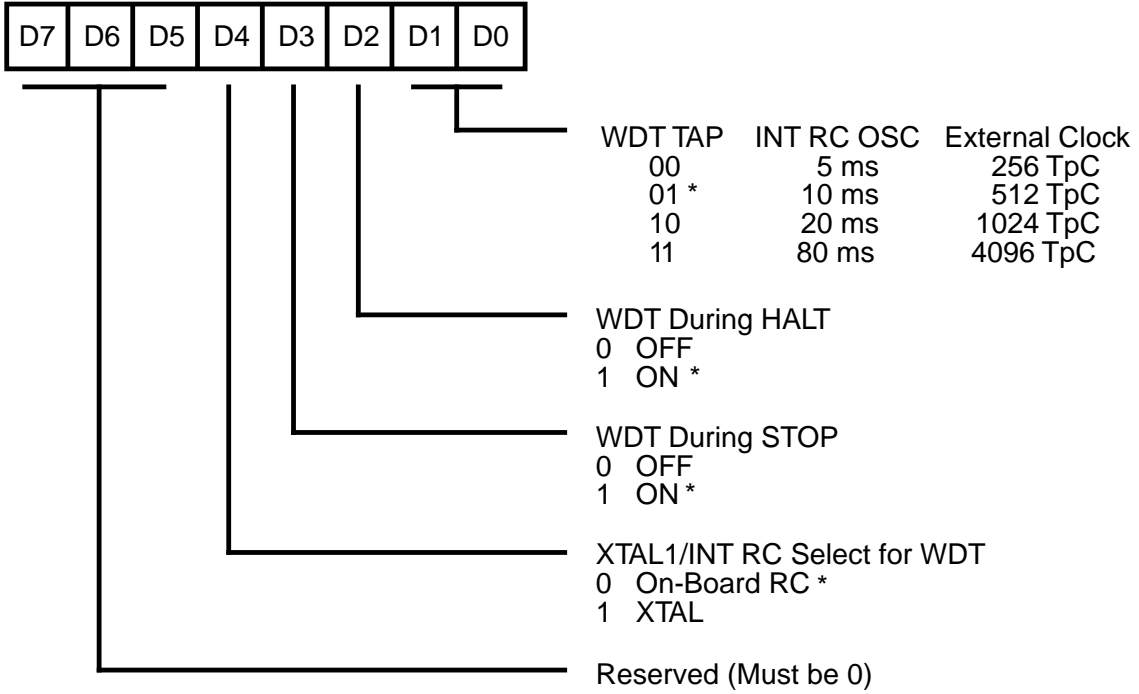 D7 D6 D5 D4 D3 D2 D1 D0
WDT TAP INT RC OSC External Clock
00 5 ms 256 TpC
01 * 10 ms 512 TpC
10 20 ms 1024 TpC
11 80 ms 4096 TpC
WDT During HALT
0 OFF
1 ON *
WDT During STOP
0 OFF
1 ON *
XTAL1/INT RC Select for WDT
0 On-Board RC *
1 XTAL
Reserved (Must be 0)